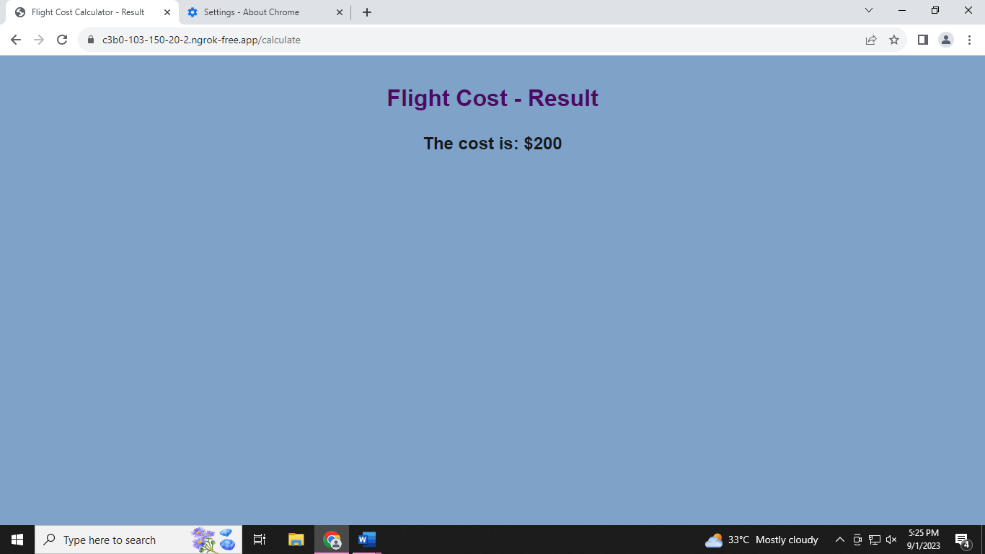 Flight Cost Calculator - Result
Settings - About Chrome
c3b0-103-150-20-2.ngrok-free.app/calculate
Flight Cost - Result
The cost is: $200
Type here to search
W
33°C Mostly cloudy
5:25 PM
9/1/2023
4